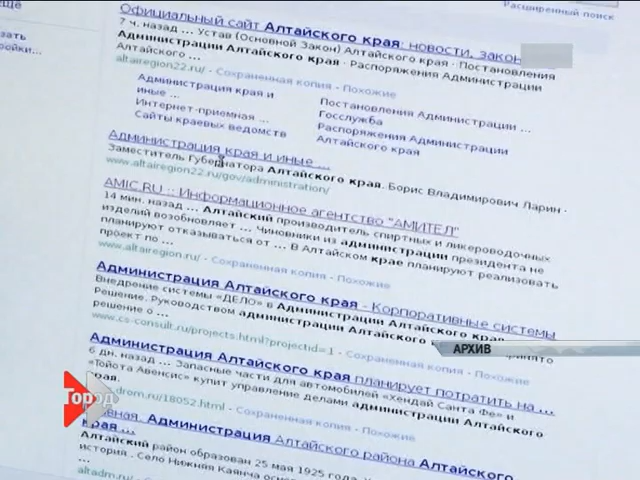 ещё
Расширенный поиск
Официальный сайт Алтайского края: новости, закон
7 ч. назад ... Устав (Основной Закон) Алтайского края · Постановления
Администрации Алтайского края · Распоряжения Администрации
Алтайского ...
altairegion22.ru/ - Сохраненная копия - Похожие
Администрация края и
иные ...
Интернет-приемная ...
Сайты краевых ведомств
Постановления Администрации ...
Госслужба
Распоряжения Администрации
Алтайского края
Администрация края и иные ...
Заместитель Губернатора Алтайского края. Борис Владимирович Ларин ·
www.altairegion22.ru/gov/administration/
AMIC.RU :: Информационное агентство "АМИТЕЛ"
14 мин. назад ... Алтайский производитель спиртных и ликероводочных
изделий возобновляет ... Чиновники из администрации президента не
планируют отказываться от ... В Алтайском крае планируют реализовать
проект по ...
www.altairegion.ru/ - Сохраненная копия - Похожие
Администрация Алтайского края - Корпоративные системы
Внедрение системы «ДЕЛО» в Администрации Алтайского края
Решение. Руководством администрации Алтайского
решение о ...
www.cs-consult.ru/projects.html?projectid=1 - Сохраненная копия - Похожие
АРХИВ
Администрация Алтайского края планирует потратить на ...
6 дн. назад ... Запасные части для автомобилей «Хендай Санта Фе» и
«Тойота Авенсис» купит управление делами администрации Алтайского
края.
drom.ru/18052.html - Сохраненная копия - Похожие
Город
Администрация Алтайского района Алтайского
края ...
Алтайский район образован 25 мая 1925 года.
история . Село Нижняя Каянча
altadm.ru/